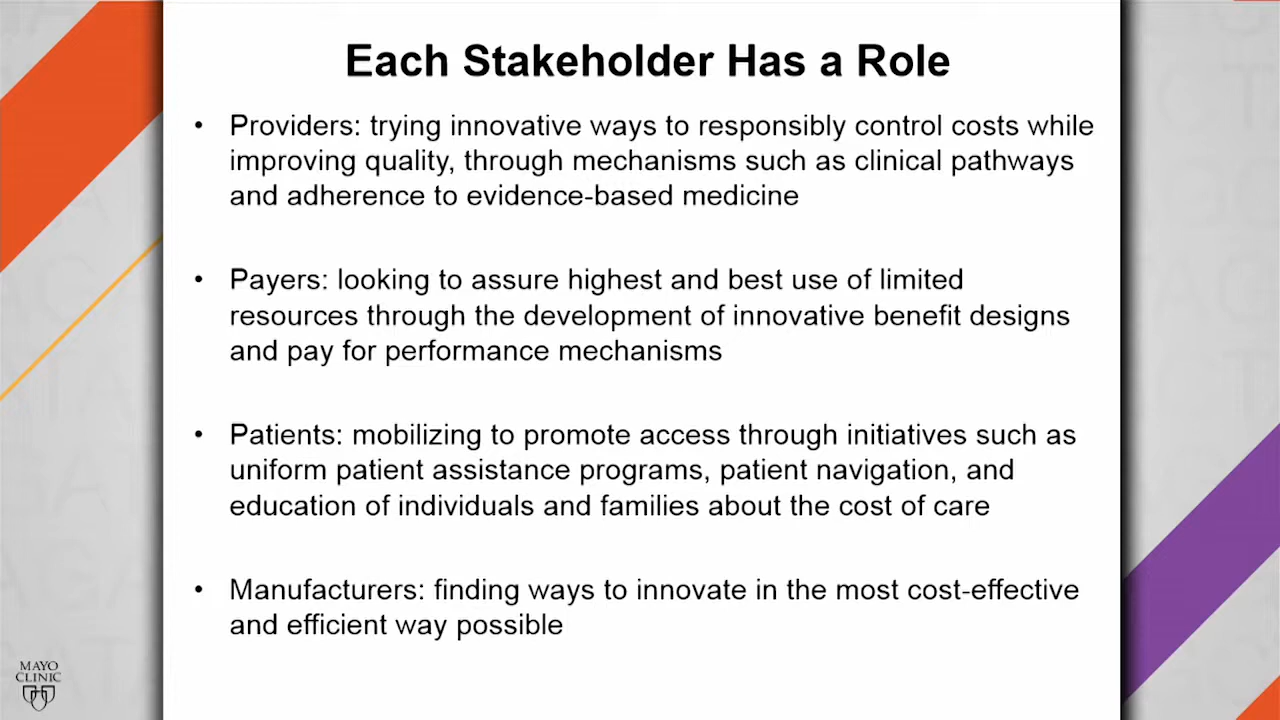 Each Stakeholder Has a Role
• Providers: trying innovative ways to responsibly control costs while
improving quality, through mechanisms such as clinical pathways
and adherence to evidence-based medicine
• Payers: looking to assure highest and best use of limited
resources through the development of innovative benefit designs
and pay for performance mechanisms
• Patients: mobilizing to promote access through initiatives such as
uniform patient assistance programs, patient navigation, and
education of individuals and families about the cost of care
• Manufacturers: finding ways to innovate in the most cost-effective
and efficient way possible
MAYO
CLINIC